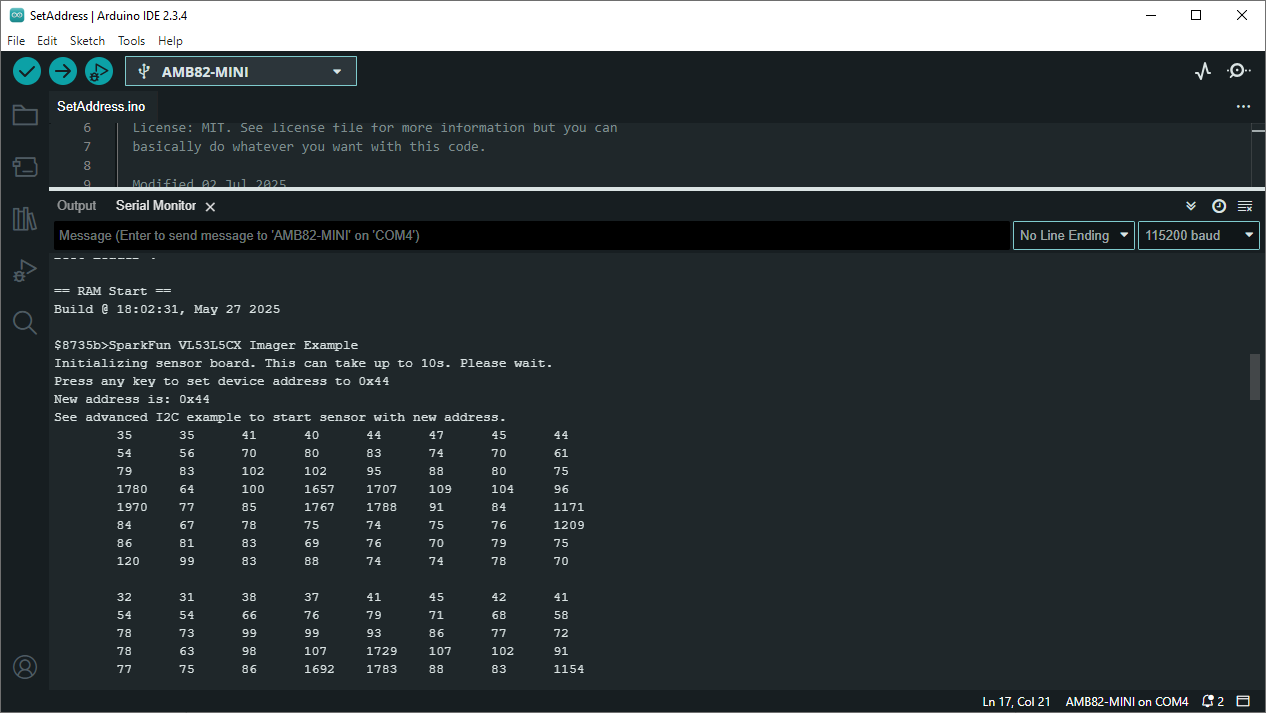 SetAddress | Arduino IDE 2.3.4
File Edit Sketch Tools Help
AMB82-MINI
SetAddress.ino
6 License: MIT. See license file for more information but you can
7 basically do whatever you want with this code.
8
9 Modified 02 Jul 2025
Output Serial Monitor
Message (Enter to send message to 'AMB82-MINI' on 'COM4')
No Line Ending 115200 baud
== RAM Start ==
Build @ 18:02:31, May 27 2025
$8735b>SparkFun VL53L5CX Imager Example
Initializing sensor board. This can take up to 10s. Please wait.
Press any key to set device address to 0x44
New address is: 0x44
See advanced I2C example to start sensor with new address.
35 35 41 40 44 47 45 44
54 56 70 80 83 74 70 61
79 83 102 102 95 88 80 75
1780 64 100 1657 1707 109 104 96
1970 77 85 1767 1788 91 84 1171
84 67 78 75 74 75 76 1209
86 81 83 69 76 70 79 75
120 99 83 88 74 74 78 70
32 31 38 37 41 45 42 41
54 54 66 76 79 71 68 58
78 73 99 99 93 86 77 72
78 63 98 107 1729 107 102 91
77 75 86 1692 1783 88 83 1154
Ln 17, Col 21 AMB82-MINI on COM4 2